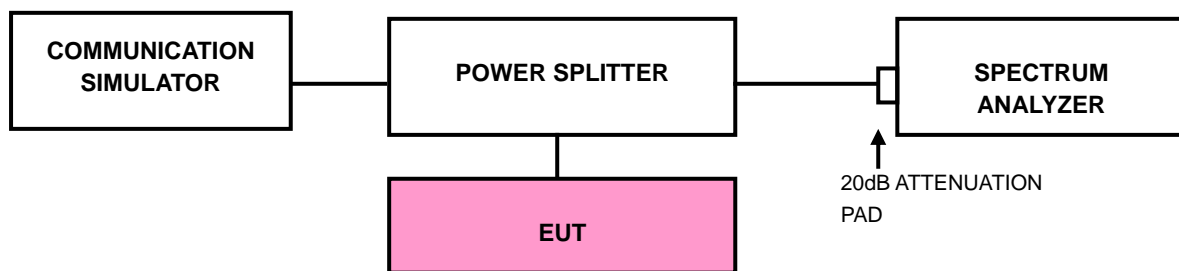 COMMUNICATION
SIMULATOR
POWER SPLITTER
SPECTRUM
ANALYZER
20dB ATTENUATION
PAD
EUT